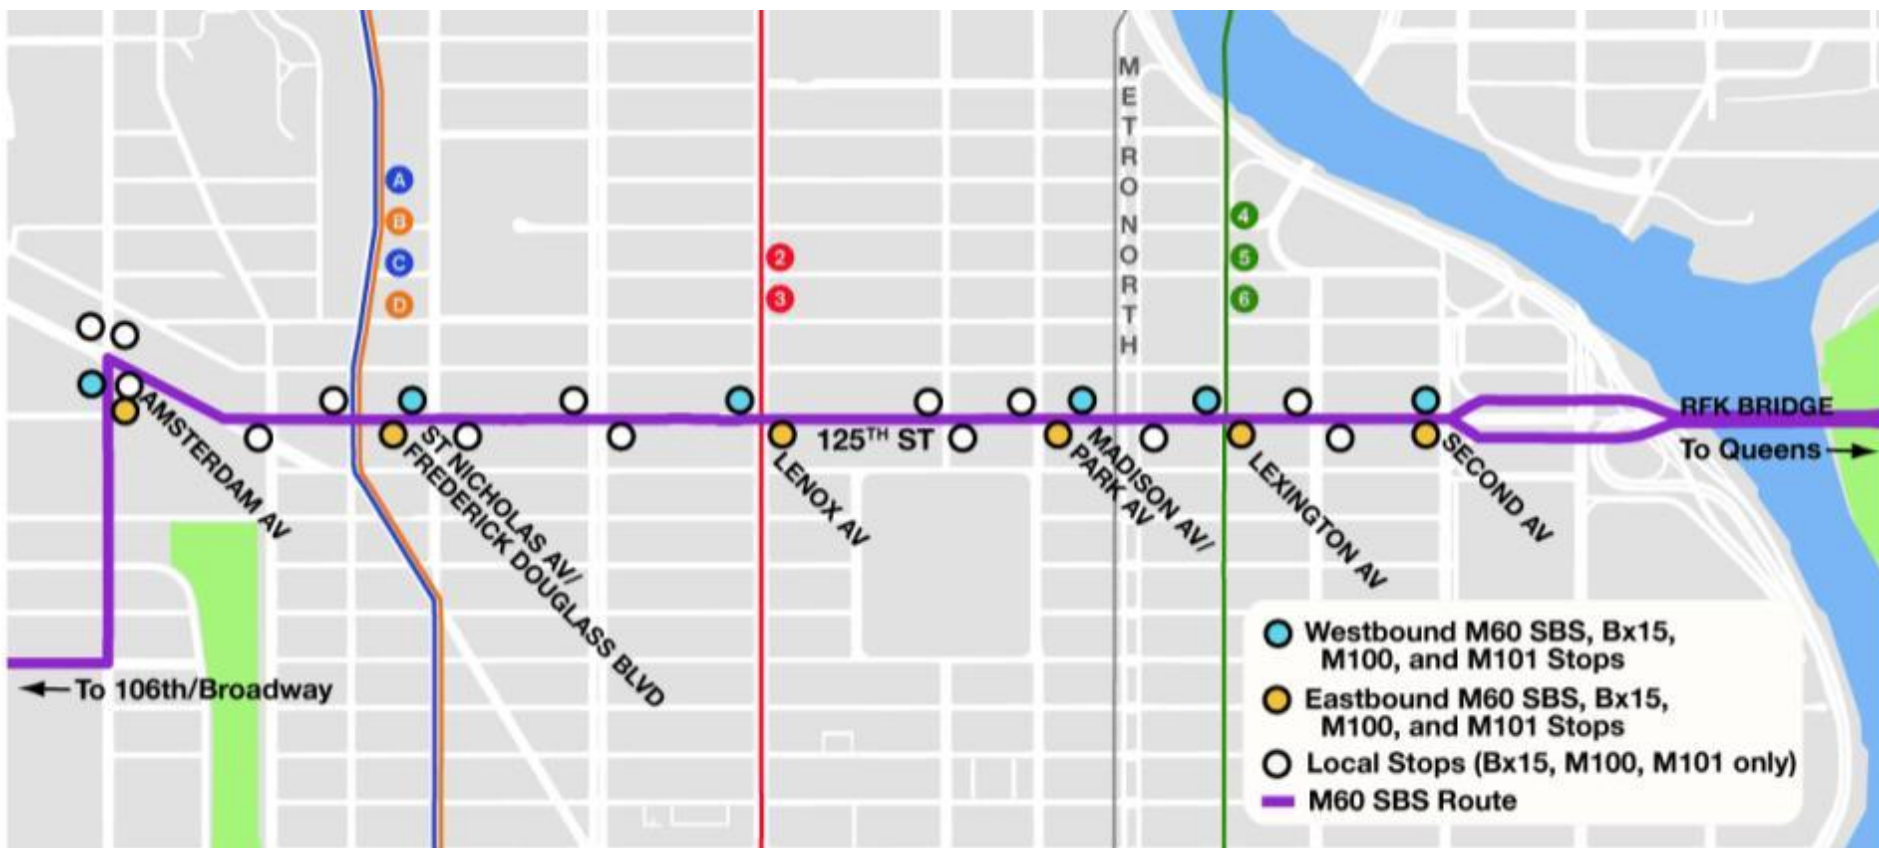 METRO NORTH
A
B
C
D
2
3
4
5
6
AMSTERDAM AV
ST NICHOLAS AV/
FREDERICK DOUGLASS BLVD
125TH ST
LENOX AV
MADISON AV/
PARK AV
LEXINGTON AV
SECOND AV
RFK BRIDGE
To Queens
To 106th/Broadway
Westbound M60 SBS, Bx15,
M100, and M101 Stops
Eastbound M60 SBS, Bx15,
M100, and M101 Stops
Local Stops (Bx15, M100, M101 only)
M60 SBS Route